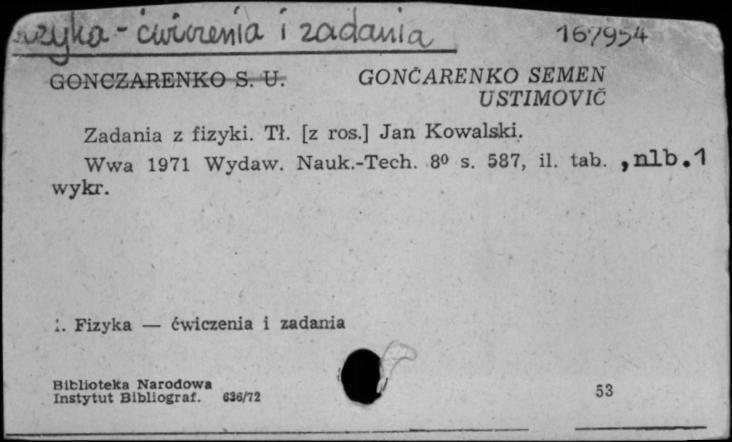 Fizyka - ćwiczenia i zadania 167954
GONCZARENKO S. U. GONČARENKO SEMEN
USTIMOVIČ
Zadania z fizyki. Tł. [z ros.] Jan Kowalski.
Wwa 1971 Wydaw. Nauk.-Tech. 8⁰ s. 587, il. tab. , nlb.1
wykr.
1. Fizyka — ćwiczenia i zadania
Biblioteka Narodowa
Instytut Bibliograf. 636/72 53